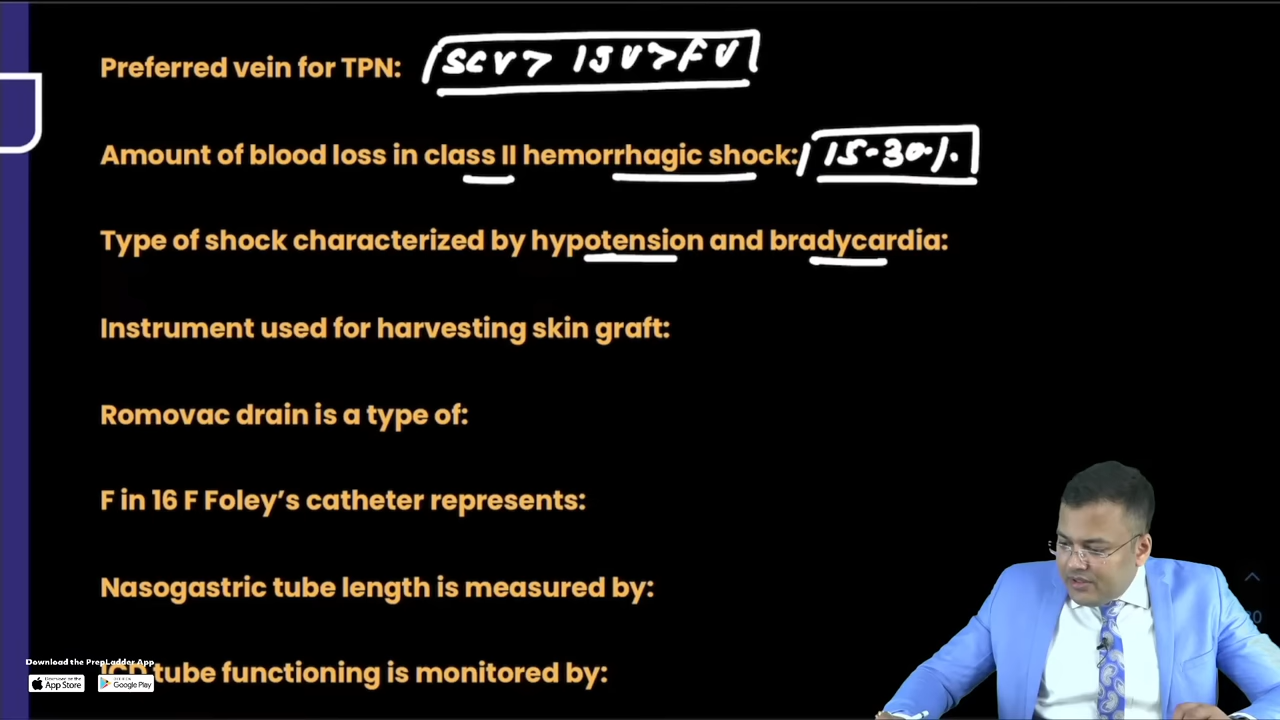 Preferred vein for TPN: SCV > IJV > FV
Amount of blood loss in class II hemorrhagic shock: 15-30%
Type of shock characterized by hypotension and bradycardia:
Instrument used for harvesting skin graft:
Romovac drain is a type of:
F in 16 F Foley's catheter represents:
Nasogastric tube length is measured by:
Download the PrepLadder App
ICD tube functioning is monitored by:
App Store
Google Play